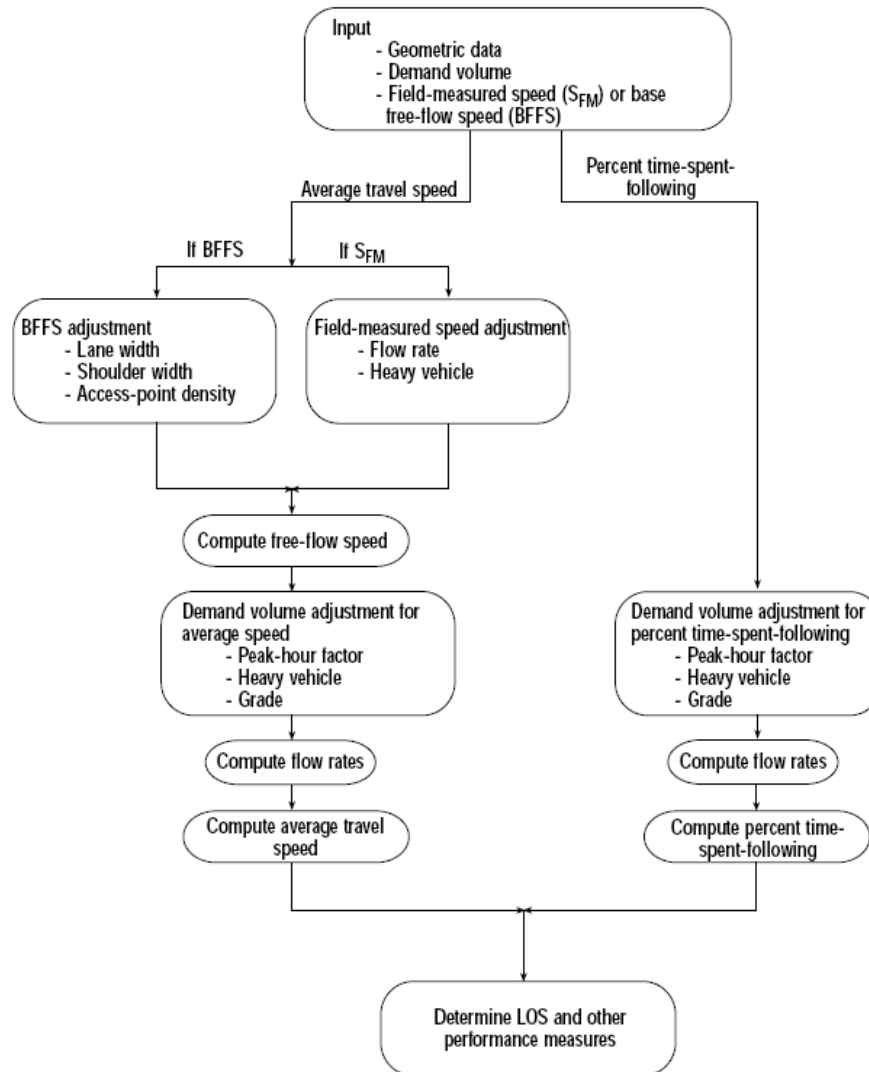 Input
- Geometric data
- Demand volume
- Field-measured speed (SFM) or base
free-flow speed (BFFS)
Average travel speed
Percent time-spent-
following
If BFFS
If SFM
BFFS adjustment
- Lane width
- Shoulder width
- Access-point density
Field-measured speed adjustment
- Flow rate
- Heavy vehicle
Compute free-flow speed
Demand volume adjustment for
average speed
- Peak-hour factor
- Heavy vehicle
- Grade
Demand volume adjustment for
percent time-spent-following
- Peak-hour factor
- Heavy vehicle
- Grade
Compute flow rates
Compute flow rates
Compute average travel
speed
Compute percent time-
spent-following
Determine LOS and other
performance measures